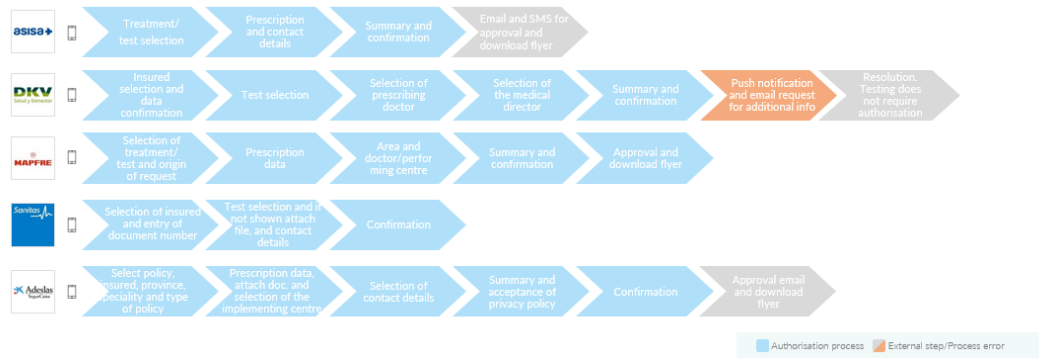 asisa+
Treatment/
test selection
Prescription
and contact
details
Summary and
confirmation
Email and SMS for
approval and
download flyer
DKV
Salud y Bienestar
Insured
selection and
data
confirmation
Test selection
Selection of
prescribing
doctor
Selection of
the medical
director
Summary and
confirmation
Push notification
and email request
for additional info
Resolution.
Testing does
not require
authorisation
MAPFRE
Selection of
treatment/
test and origin
of request
Prescription
data
Area and
doctor/perfor
ming centre
Summary and
confirmation
Approval and
download flyer
Sanitas
Selection of insured
and entry of
document number
Test selection and if
not shown attach
file, and contact
details
Confirmation
Adeslas
SegurCaixa
Select policy,
insured, province,
speciality and type
of policy
Prescription data,
attach doc, and
selection of the
implementing centre
Selection of
contact details
Summary and
acceptance of
privacy policy
Confirmation
Approval email
and download
flyer
Authorisation process
External step/Process error